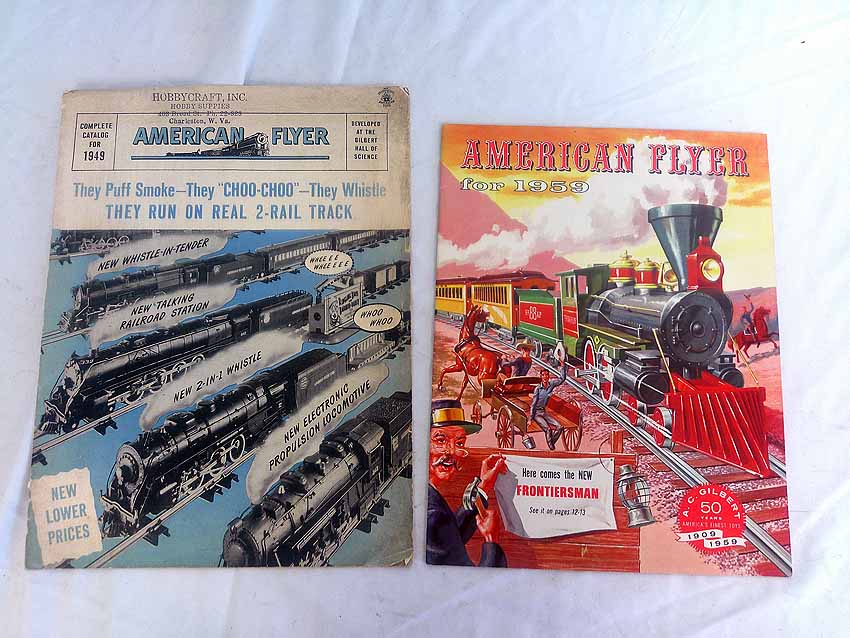 HOBBYCRAFT, INC.
HOBBY SUPPIES
Charleston, W. Va.
COMPLETE
CATALOG
FOR
1949
AMERICAN FLYER
DEVELOPED
AT THE
GILBERT
HALL OF
SCIENCE
They Puff Smoke—They "CHOO-CHOO"—They Whistle
THEY RUN ON REAL 2-RAIL TRACK
NEW WHISTLE-IN-TENDER
WHEE E E
WHEE E E E
NEW "TALKING"
RAILROAD STATION
WHOO
WHOO
NEW 2-IN-1 WHISTLE
NEW ELECTRONIC
PROPULSION LOCOMOTIVE
NEW
LOWER
PRICES
AMERICAN FLYER
for 1959
Here comes the NEW
FRONTIERSMAN
See it on pages 12-13
A. C. GILBERT
50
YEARS
AMERICA'S FINEST TOYS
1909
1959